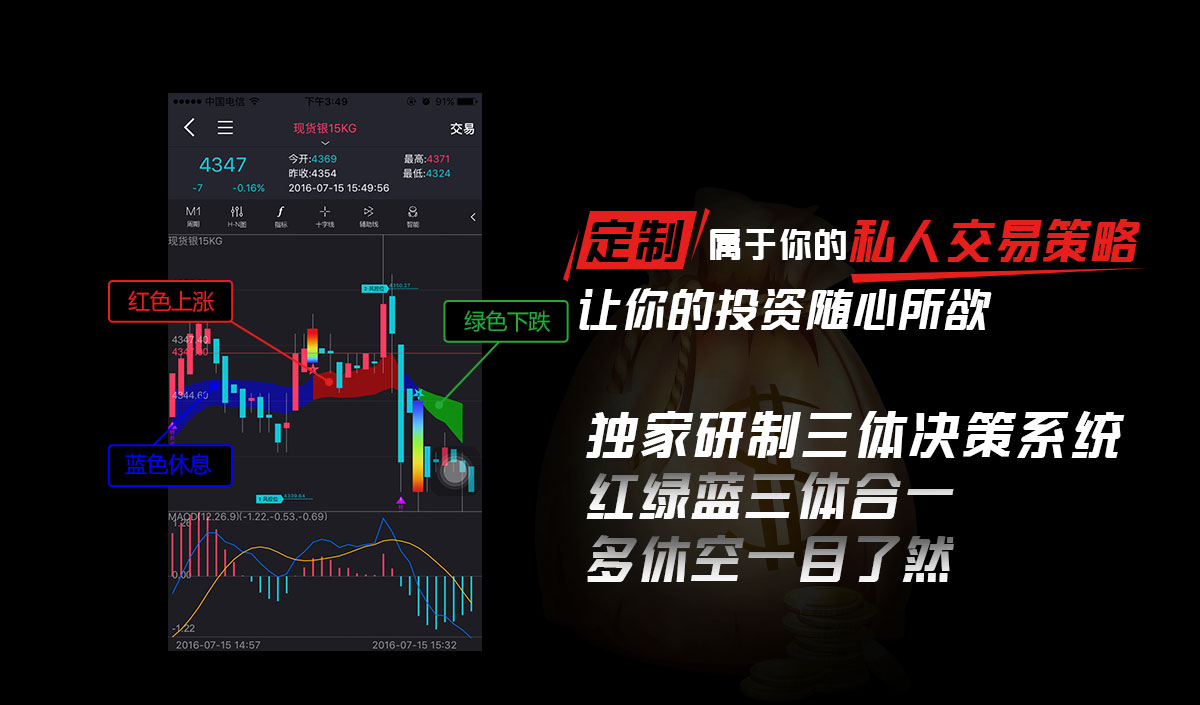 中国电信 下午3:49 91%
现货银15KG 交易
4347 今开:4369 最高:4371
昨收:4354 最低:4324
-7 -0.16% 2016-07-15 15:49:56
M1 周期 H-N图 指标 十字线 辅助线 智能
现货银15KG
4350.27
红色上涨
绿色下跌
4347.40
4344.60
蓝色休息
4339.64
MACD(12.26.9)(-1.22.-0.53.-0.69)
1.26
0.00
-1.22
2016-07-15 14:57 2016-07-15 15:32
定制 属于你的私人交易策略
让你的投资随心所欲
独家研制三体决策系统
红绿蓝三体合一
多休空一目了然